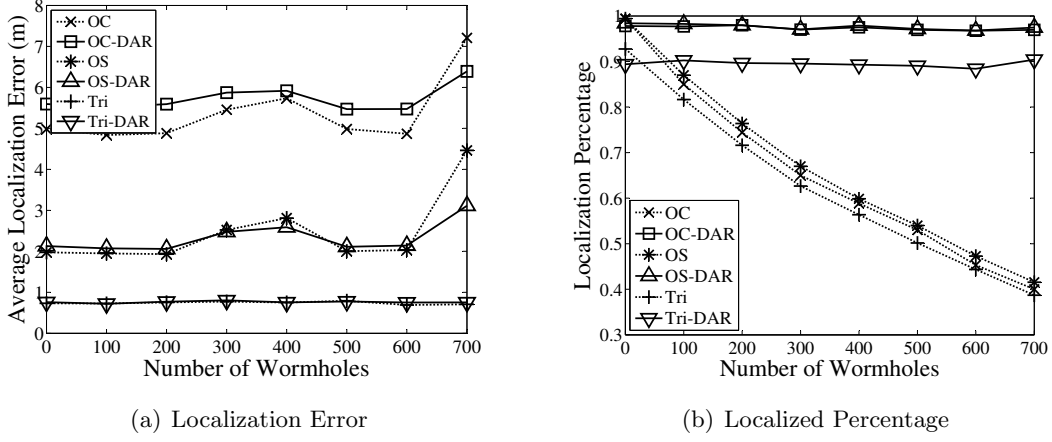 8
7
6
5
4
3
2
1
0
Average Localization Error (m)
OC
OC-DAR
OS
OS-DAR
Tri
Tri-DAR
0 100 200 300 400 500 600 700
Number of Wormholes
(a) Localization Error
1
0.9
0.8
0.7
0.6
0.5
0.4
0.3
Localization Percentage
OC
OC-DAR
OS
OS-DAR
Tri
Tri-DAR
0 100 200 300 400 500 600 700
Number of Wormholes
(b) Localized Percentage